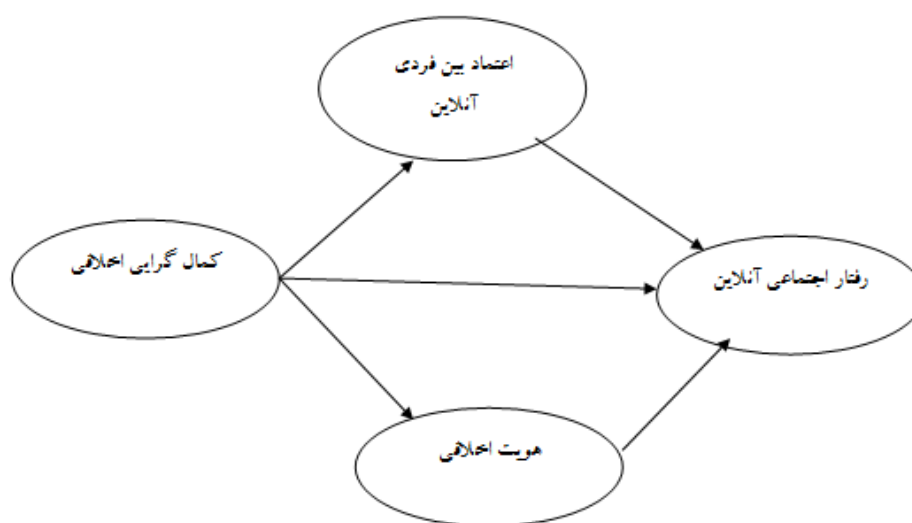 اعتماد بین فردی
آنلاین
کمال گرایی اخلاقی
رفتار اجتماعی آنلاین
هویت اخلاقی